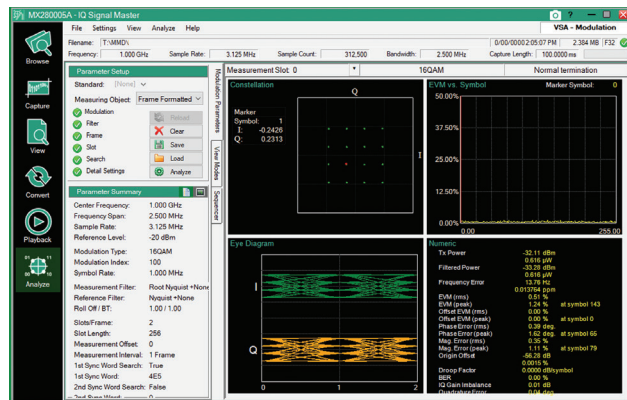 MX280005A - IQ Signal Master
File Settings View Analyze Help
VSA - Modulation
Filename: T:\MMD\
0/00/0000 2:05:07 PM 2.384 MB F32
Frequency: 1.000 GHz Sample Rate: 3.125 MHz Sample Count: 312,500 Bandwidth: 2.500 MHz Capture Length: 100.0000 ms
Browse
Capture
View
Convert
Playback
01 11
00 10
Analyze
Parameter Setup
Standard: [None]
Measuring Object: Frame Formatted
Modulation
Filter
Frame
Slot
Search
Detail Settings
Reload
Clear
Save
Load
Analyze
Modulation Parameters
View Modes
Sequencer
Parameter Summary
Center Frequency: 1.000 GHz
Frequency Span: 2.500 MHz
Sample Rate: 3.125 MHz
Reference Level: -20 dBm
Modulation Type: 16QAM
Modulation Index: 100
Symbol Rate: 1.000 MHz
Measurement Filter: Root Nyquist +None
Reference Filter: Nyquist +None
Roll Off / BT: 1.00 / 1.00
Slots/Frame: 2
Slot Length: 256
Measurement Offset: 0
Measurement Interval: 1 Frame
1st Sync Word Search: True
1st Sync Word: 4E5
2nd Sync Word Search: False
2nd Sync Word: 0
Measurement Slot: 0 16QAM Normal termination
Constellation
Q
I
Marker
Symbol: 1
I: -0.2426
Q: 0.2313
EVM vs. Symbol Marker Symbol: 0
50.00%
25.00%
12.50%
0.00%
0.00 255.00
Eye Diagram
I
Q
0 1 2
Numeric
Tx Power -32.11 dBm
0.616 µW
Filtered Power -33.28 dBm
0.616 µW
Frequency Error 13.76 Hz
0.013764 ppm
EVM (rms) 0.51 %
EVM (peak) 1.24 % at symbol 143
Offset EVM (rms) 0.00 %
Offset EVM (peak) 0.00 % at symbol 0
Phase Error (rms) 0.39 deg.
Phase Error (peak) 1.62 deg. at symbol 65
Mag. Error (rms) 0.35 %
Mag. Error (peak) 1.11 % at symbol 79
Origin Offset -56.28 dB
0.0015 %
Droop Factor 0.0000 dB/symbol
BER 0.00 %
IQ Gain Imbalance 0.01 dB
Quadrature Error 0.04 deg